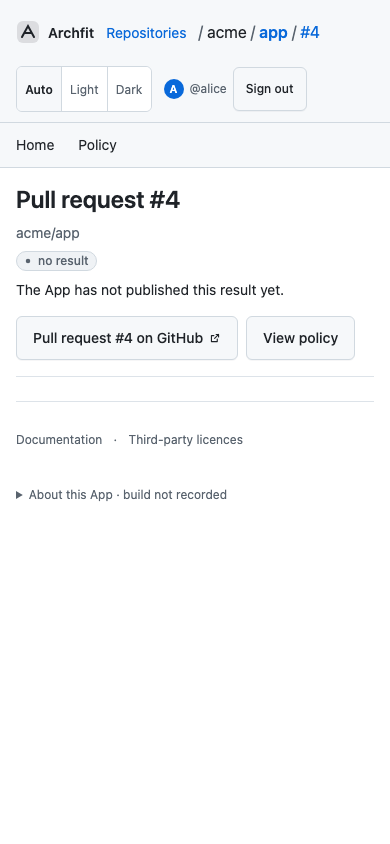 Archfit Repositories / acme / app / #4
Auto Light Dark A @alice Sign out
Home Policy
Pull request #4
acme/app
• no result
The App has not published this result yet.
Pull request #4 on GitHub View policy
Documentation · Third-party licences
About this App · build not recorded